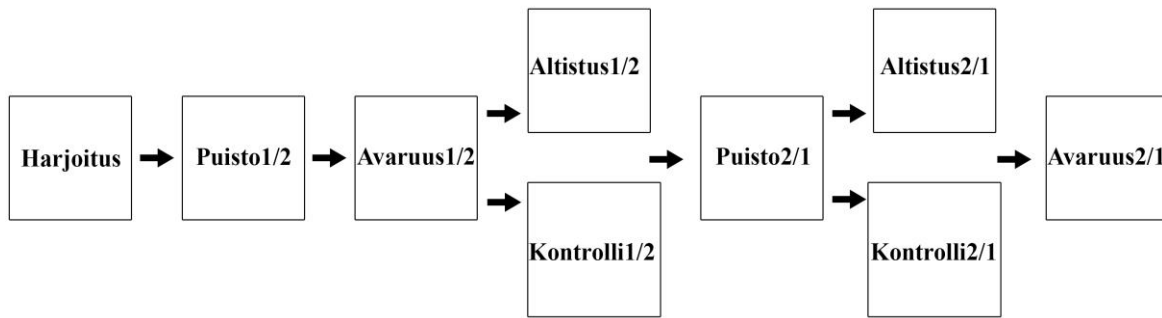 Harjoitus
Puisto1/2
Avaruus1/2
Altistus1/2
Kontrolli1/2
Puisto2/1
Altistus2/1
Kontrolli2/1
Avaruus2/1